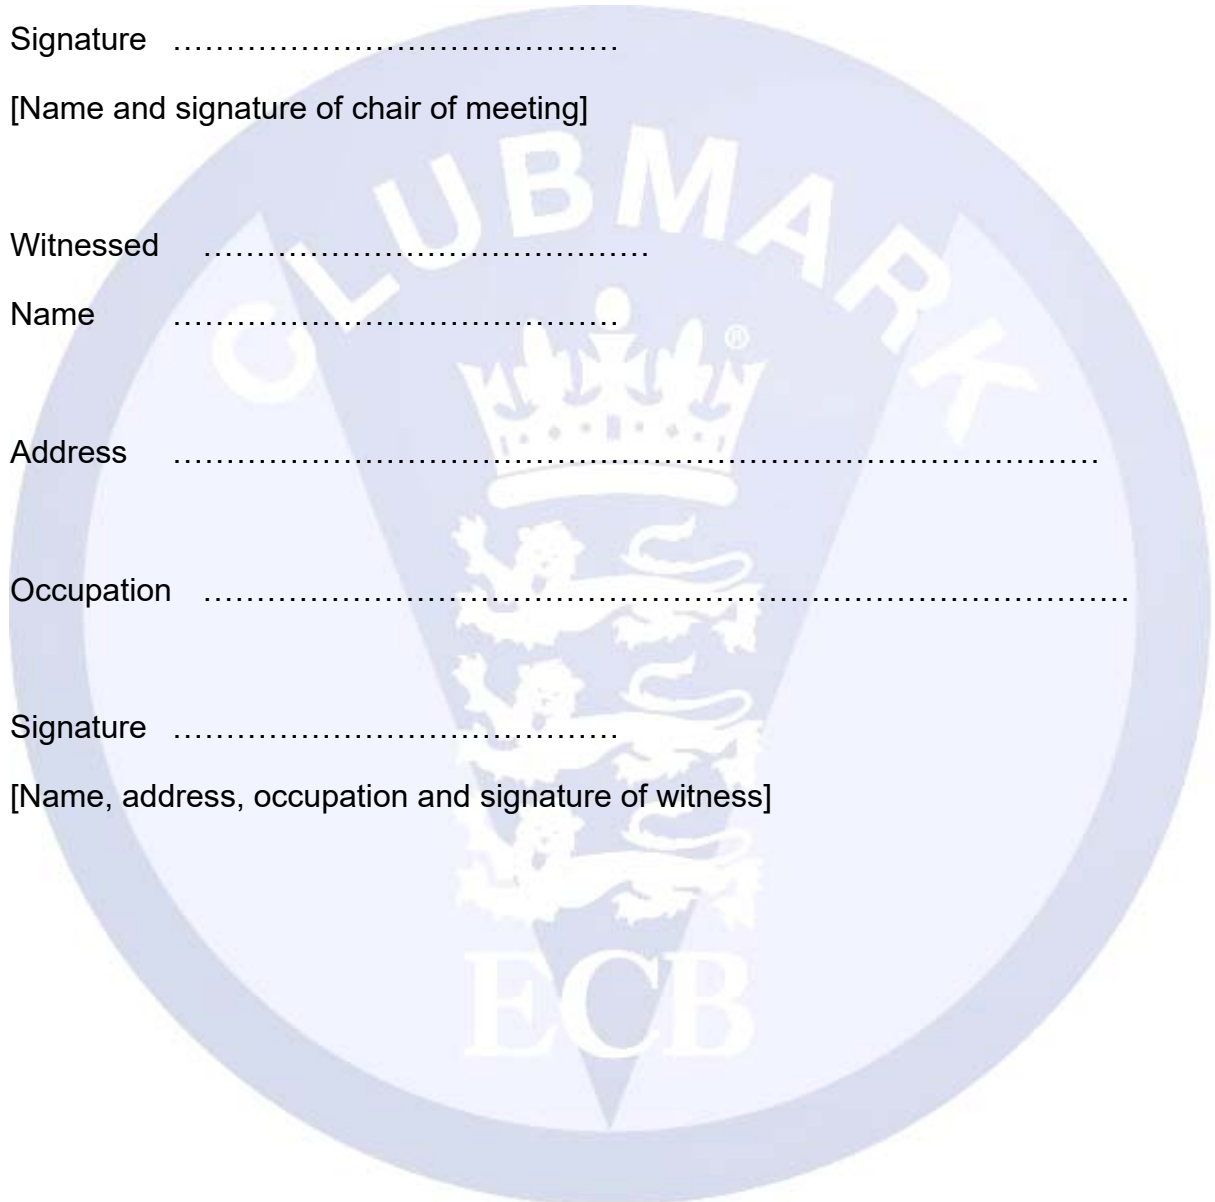 Signature ……………………………………
[Name and signature of chair of meeting]
CLUBMARK
Witnessed ……………………………………
Name ……………………………………
®
Address ……………………………………………………………………………
Occupation ……………………………………………………………………………
Signature ……………………………………
[Name, address, occupation and signature of witness]
ECB